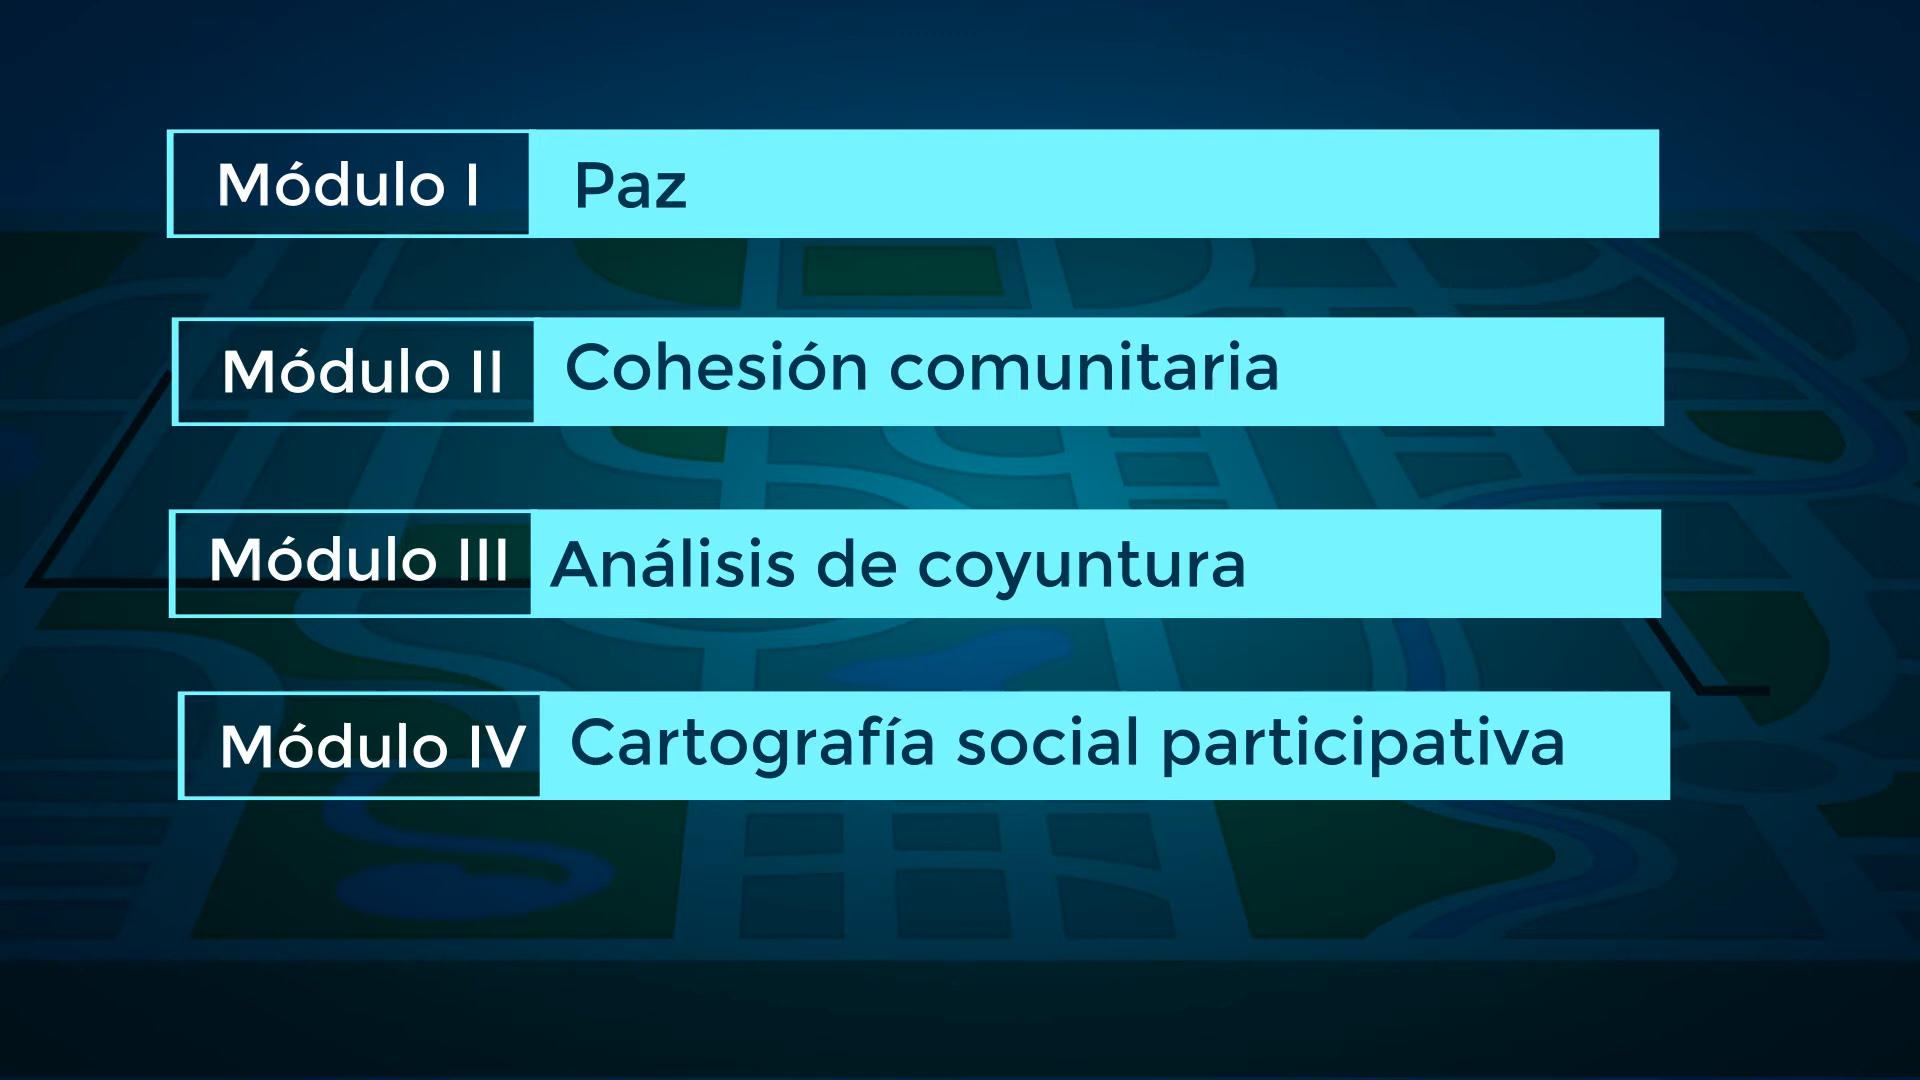 Módulo I Paz
Módulo II Cohesión comunitaria
Módulo III Análisis de coyuntura
Módulo IV Cartografía social participativa